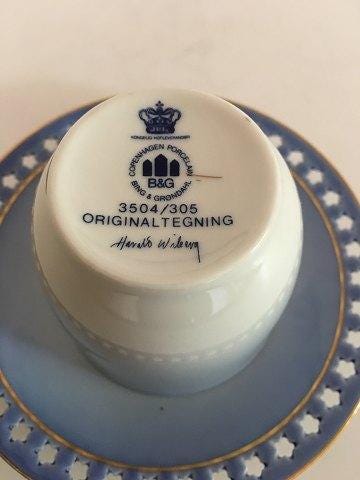 KONGELIG HOFLEVERANDØR
COPENHAGEN PORCELAIN
B&G
BING & GRØNDAHL
3504/305
ORIGINALTEGNING
Harald Wiberg